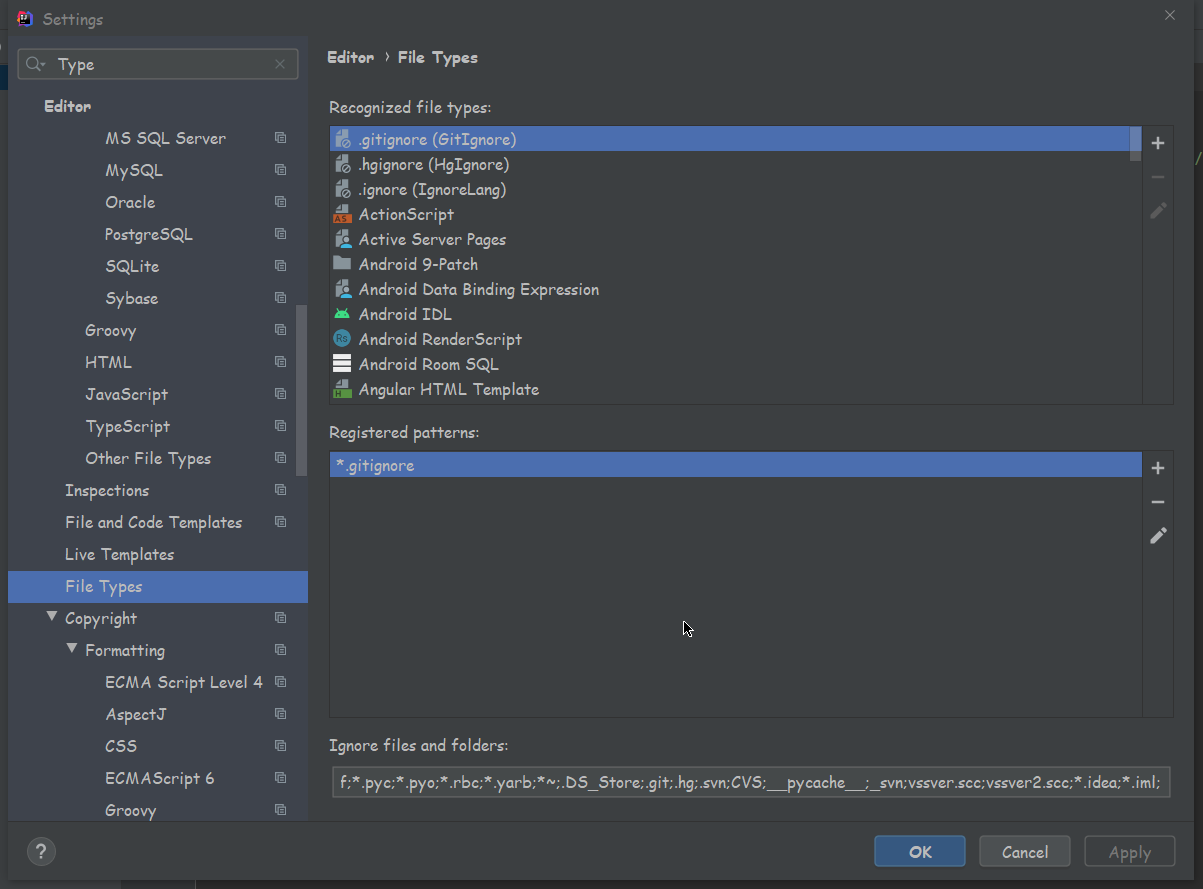 Settings
Type
Editor
MS SQL Server
MySQL
Oracle
PostgreSQL
SQLite
Sybase
Groovy
HTML
JavaScript
TypeScript
Other File Types
Inspections
File and Code Templates
Live Templates
File Types
Copyright
Formatting
ECMA Script Level 4
AspectJ
CSS
ECMAScript 6
Groovy
?
Editor › File Types
Recognized file types:
.gitignore (GitIgnore)
.hgignore (HgIgnore)
.ignore (IgnoreLang)
AS ActionScript
Active Server Pages
Android 9-Patch
Android Data Binding Expression
Android IDL
Rs Android RenderScript
Android Room SQL
H Angular HTML Template
Registered patterns:
*.gitignore
Ignore files and folders:
f;*.pyc;*.pyo;*.rbc;*.yarb;*~;.DS_Store;.git;.hg;.svn;CVS;__pycache__;_svn;vssver.scc;vssver2.scc;*.idea;*.iml;
OK Cancel Apply